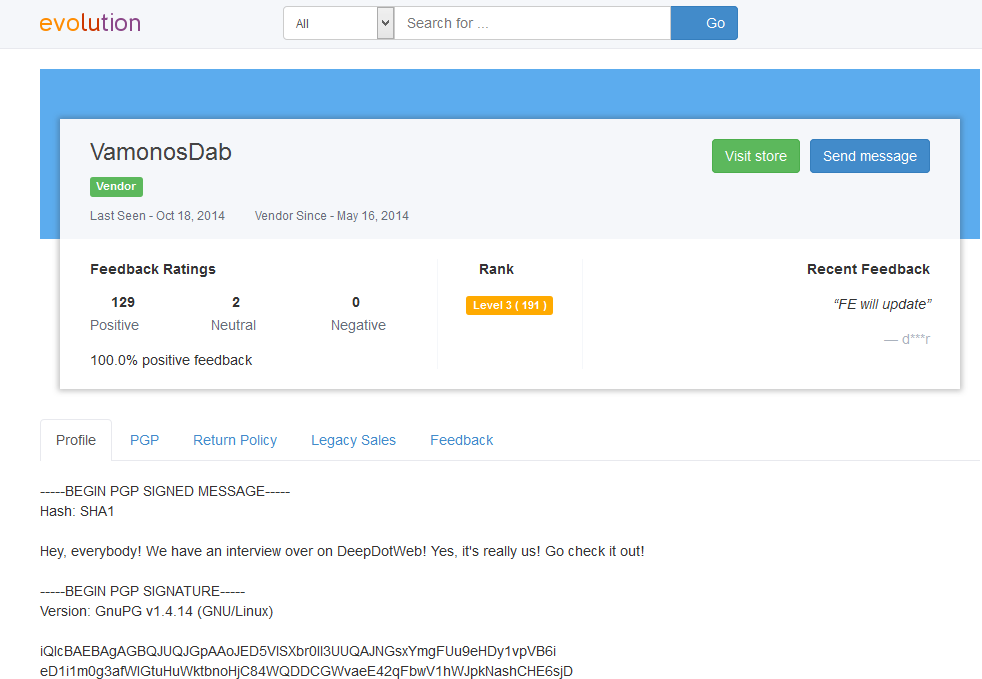 evolution
All
Search for ...
Go
VamonosDab
Visit store
Send message
Vendor
Last Seen - Oct 18, 2014
Vendor Since - May 16, 2014
Feedback Ratings
Rank
Recent Feedback
129
2
0
Level 3 ( 191 )
“FE will update”
Positive
Neutral
Negative
— d***r
100.0% positive feedback
Profile
PGP
Return Policy
Legacy Sales
Feedback
-----BEGIN PGP SIGNED MESSAGE-----
Hash: SHA1
Hey, everybody! We have an interview over on DeepDotWeb! Yes, it's really us! Go check it out!
-----BEGIN PGP SIGNATURE-----
Version: GnuPG v1.4.14 (GNU/Linux)